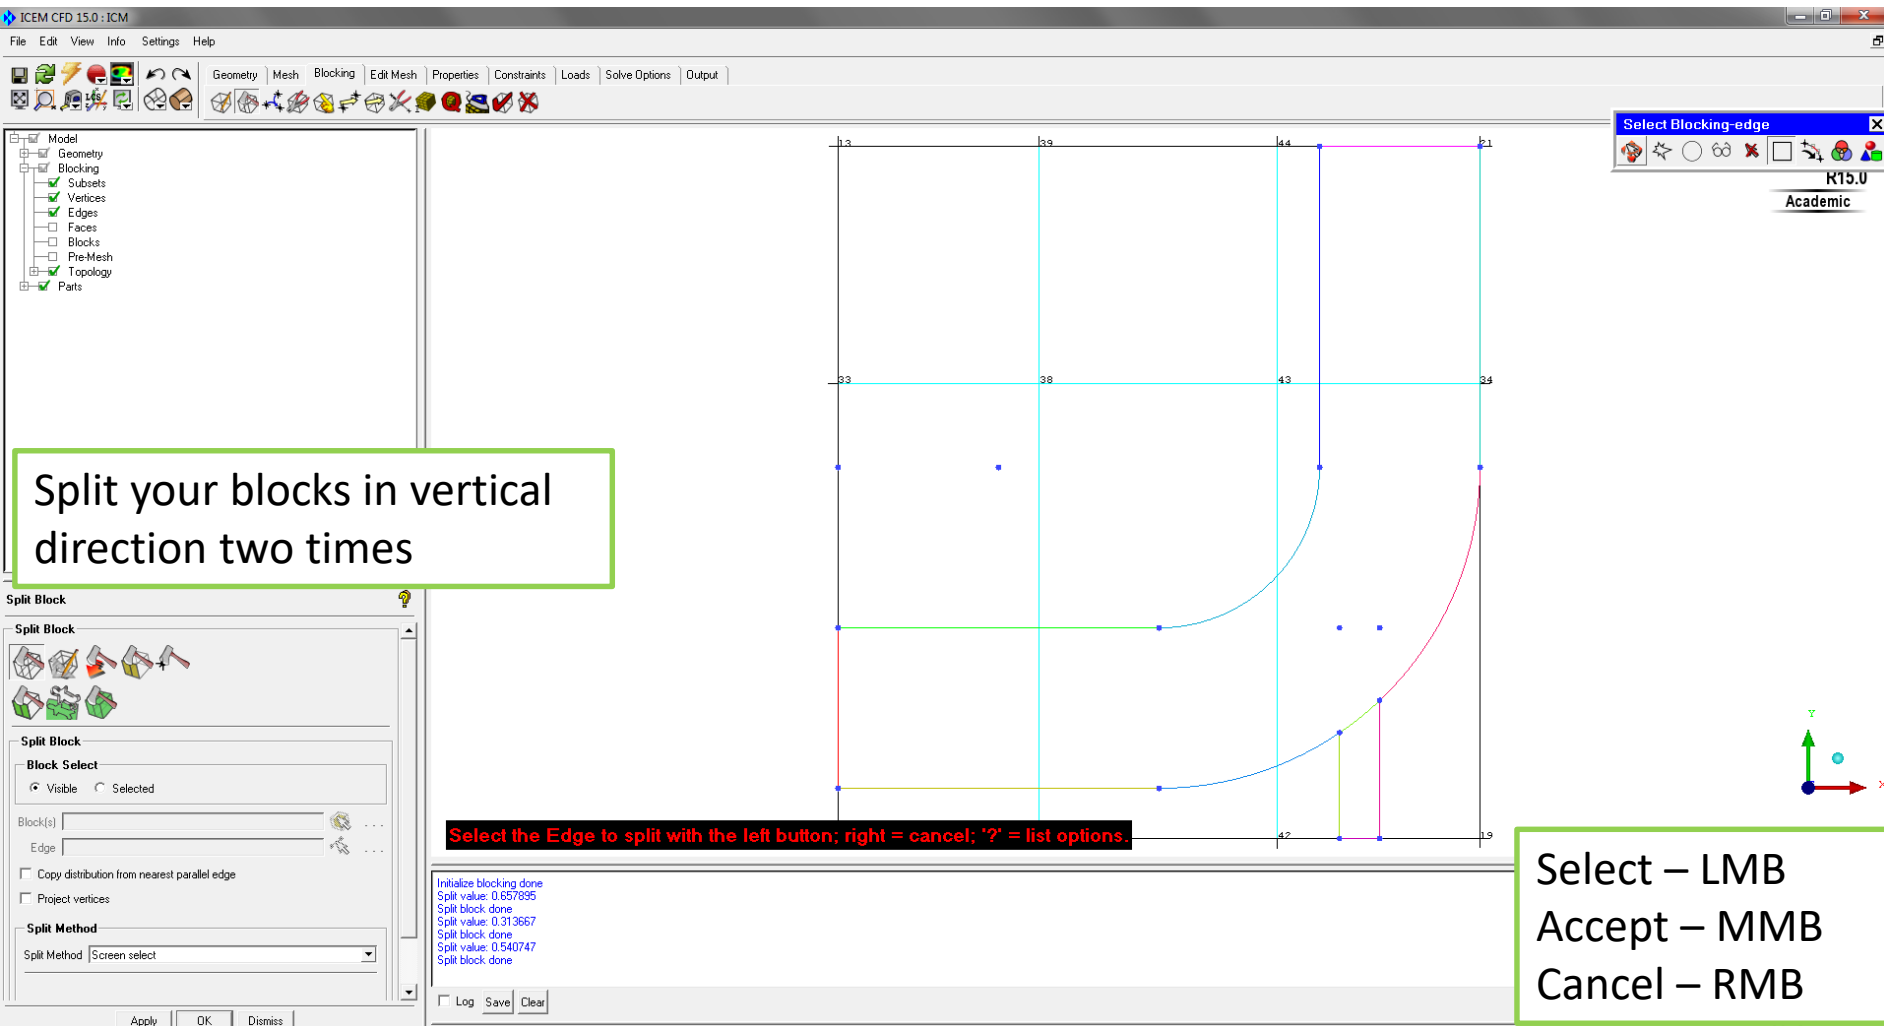 ICEM CFD 15.0 : ICM
File Edit View Info Settings Help
Geometry Mesh Blocking Edit Mesh Properties Constraints Loads Solve Options Output
Select Blocking-edge
R15.0
Academic
Model
Geometry
Blocking
Subsets
Vertices
Edges
Faces
Blocks
Pre-Mesh
Topology
Parts
13 39 44 21
33 38 43 34
42 19
Split your blocks in vertical
direction two times
Split Block
Split Block
Split Block
Block Select
Visible Selected
Block(s) ...
Edge ...
Copy distribution from nearest parallel edge
Project vertices
Split Method
Split Method Screen select
Apply OK Dismiss
Y
X
Select the Edge to split with the left button; right = cancel; '?' = list options.
Initialize blocking done
Split value: 0.657895
Split block done
Split value: 0.313667
Split block done
Split value: 0.540747
Split block done
Log Save Clear
Select – LMB
Accept – MMB
Cancel – RMB